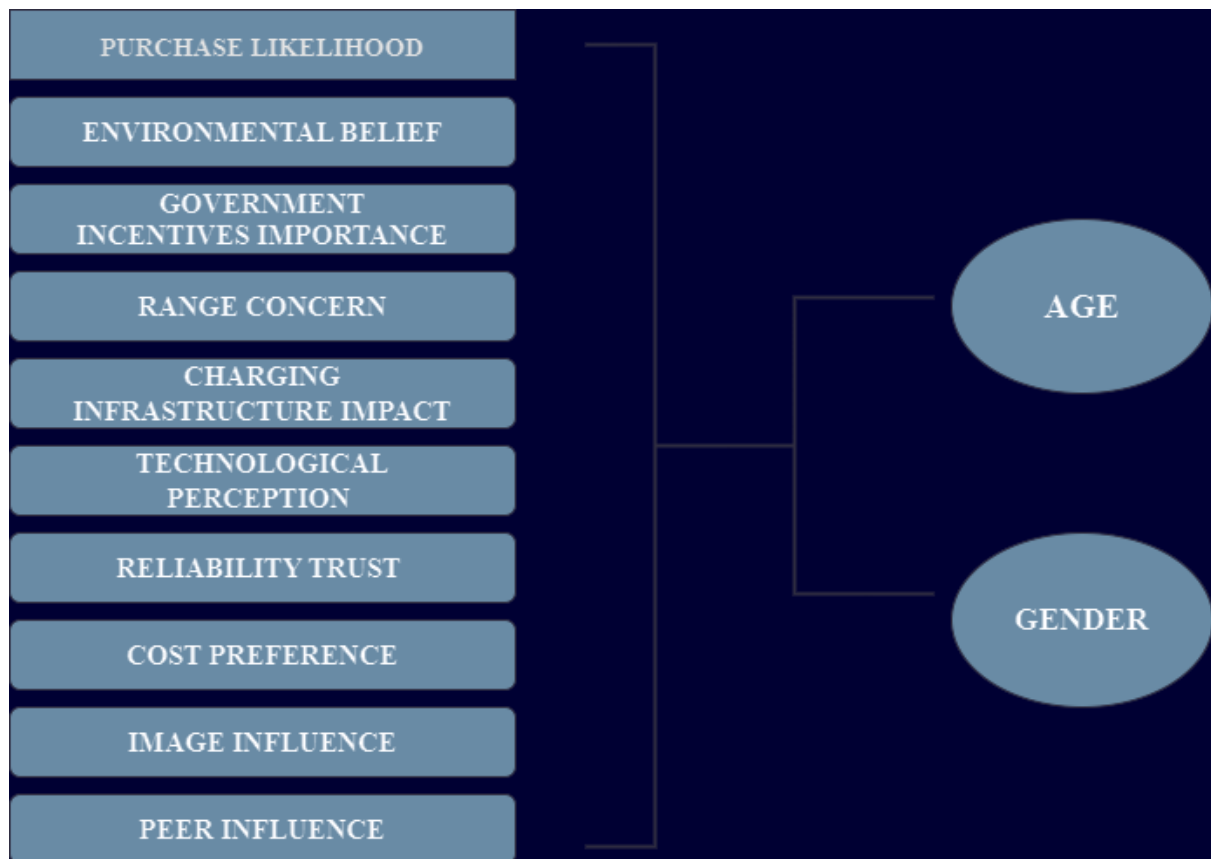 PURCHASE LIKELIHOOD
ENVIRONMENTAL BELIEF
GOVERNMENT
INCENTIVES IMPORTANCE
RANGE CONCERN
CHARGING
INFRASTRUCTURE IMPACT
TECHNOLOGICAL
PERCEPTION
RELIABILITY TRUST
COST PREFERENCE
IMAGE INFLUENCE
PEER INFLUENCE
AGE
GENDER